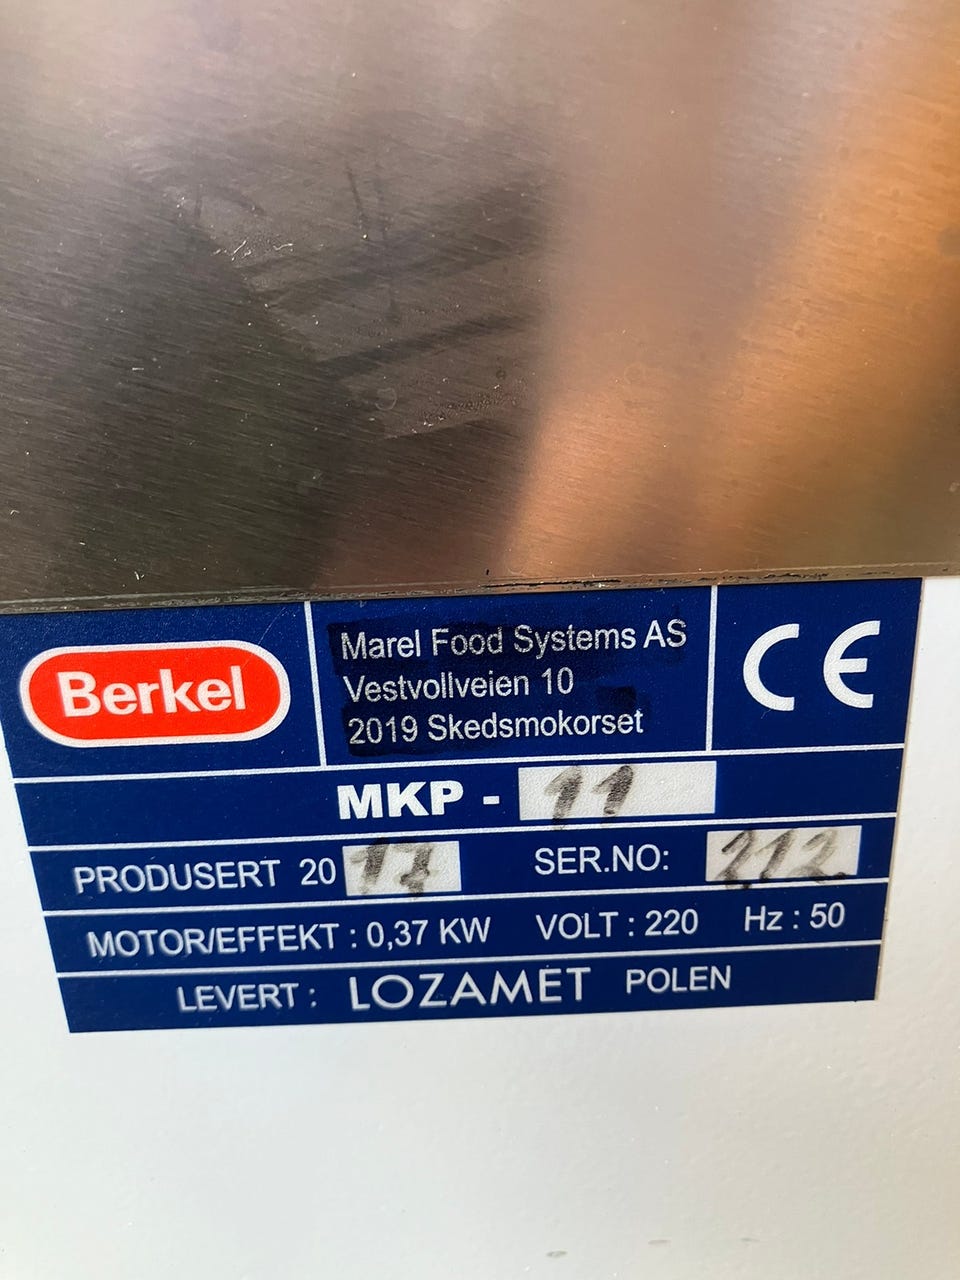 Berkel
Marel Food Systems AS
Vestvollveien 10
2019 Skedsmokorset
CE
MKP - 11
PRODUSERT 2017 SER.NO: 212
MOTOR/EFFEKT : 0,37 KW VOLT : 220 Hz : 50
LEVERT : LOZAMET POLEN